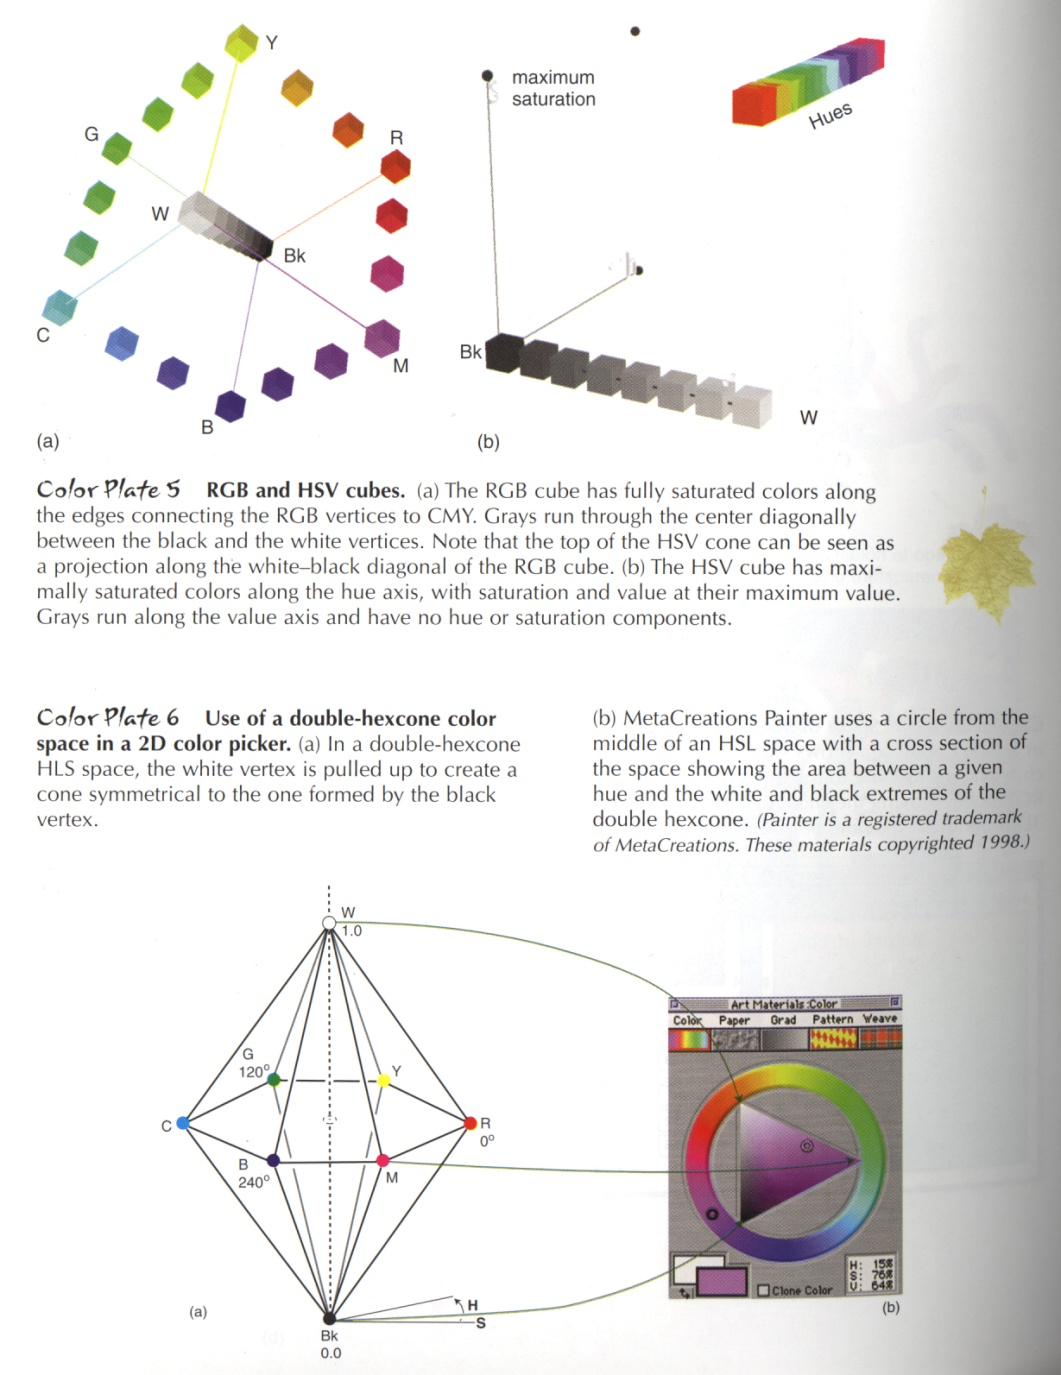 Y
G
R
W
Bk
C
M
B
(a)
maximum
saturation
Hues
Bk
W
(b)
Color Plate 5 RGB and HSV cubes. (a) The RGB cube has fully saturated colors along
the edges connecting the RGB vertices to CMY. Grays run through the center diagonally
between the black and the white vertices. Note that the top of the HSV cone can be seen as
a projection along the white–black diagonal of the RGB cube. (b) The HSV cube has maxi-
mally saturated colors along the hue axis, with saturation and value at their maximum value.
Grays run along the value axis and have no hue or saturation components.
Color Plate 6 Use of a double-hexcone color
space in a 2D color picker. (a) In a double-hexcone
HLS space, the white vertex is pulled up to create a
cone symmetrical to the one formed by the black
vertex.
(b) MetaCreations Painter uses a circle from the
middle of an HSL space with a cross section of
the space showing the area between a given
hue and the white and black extremes of the
double hexcone. (Painter is a registered trademark
of MetaCreations. These materials copyrighted 1998.)
W
1.0
G
120°
Y
C
R
0°
B
240°
M
H
S
Bk
0.0
(a)
Art Materials:Color
Color Paper Grad Pattern Weave
H: 15%
S: 76%
V: 64%
Clone Color
(b)